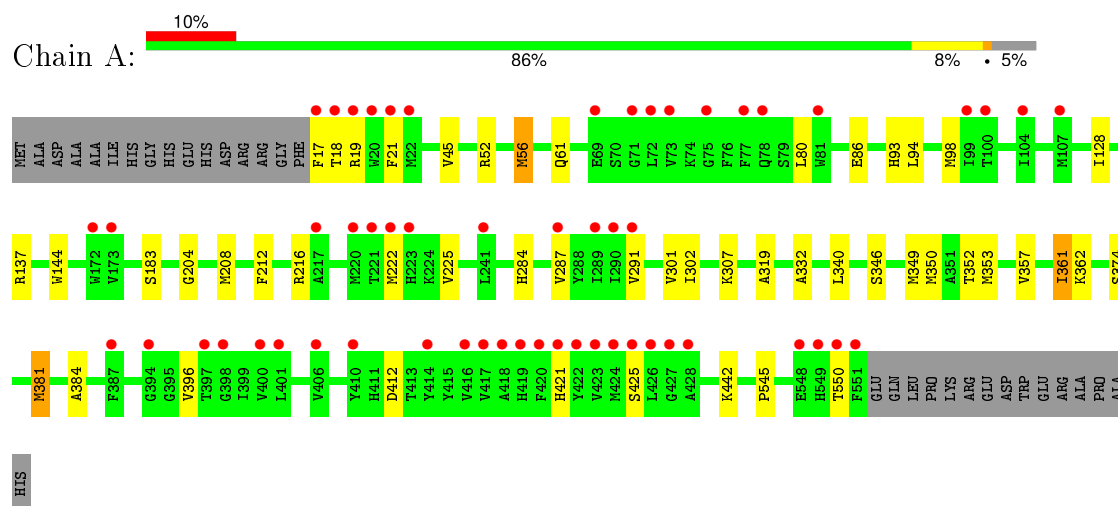 10%
Chain A:
86% 8% • 5%
MET ALA ASP ALA ALA ILE HIS GLY HIS GLU HIS ASP ARG ARG GLY PHE F17 T18 R19 W20 F21 M22 V45 R52 M56 Q61 E69 S70 G71 L72 V73 K74 G75 F76 F77 Q78 S79 L80 W81 E86 H93 L94 M98 I99 T100 I104 M107 I128
R137 W144 W172 V173 S183 G204 M208 F212 R216 A217 M220 T221 M222 H223 K224 V225 L241 H284 V287 Y288 I289 I290 V291 V301 I302 K307 A319 A332 L340 S346 M349 M350 A351 T352 M353 V357 I361 K362 S374
M381 A384 F387 G394 G395 V396 T397 G398 I399 V400 L401 V406 Y410 H411 D412 T413 Y414 Y415 V416 V417 A418 H419 F420 H421 Y422 V423 M424 S425 L426 G427 A428 K442 P545 E548 H549 T550 F551 GLU GLN LEU PRO LYS ARG GLU ASP TRP GLU ARG ALA PRO ALA
HIS